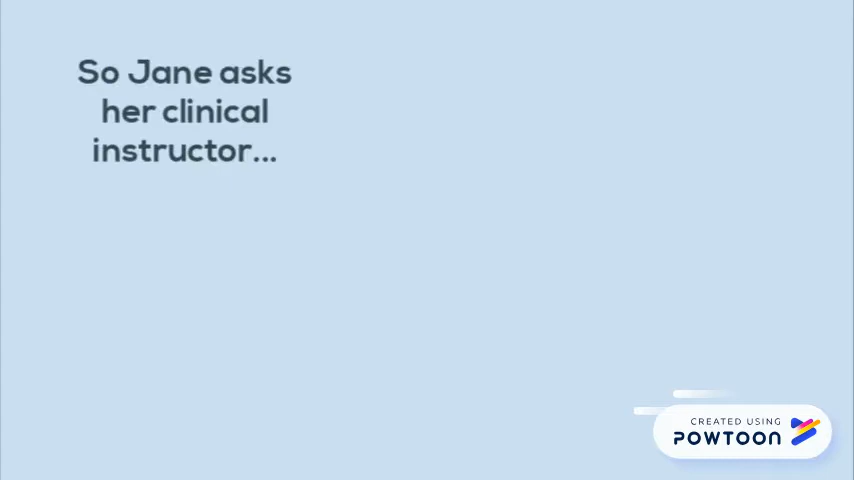 So Jane asks
her clinical
instructor...
CREATED USING
POWTOON